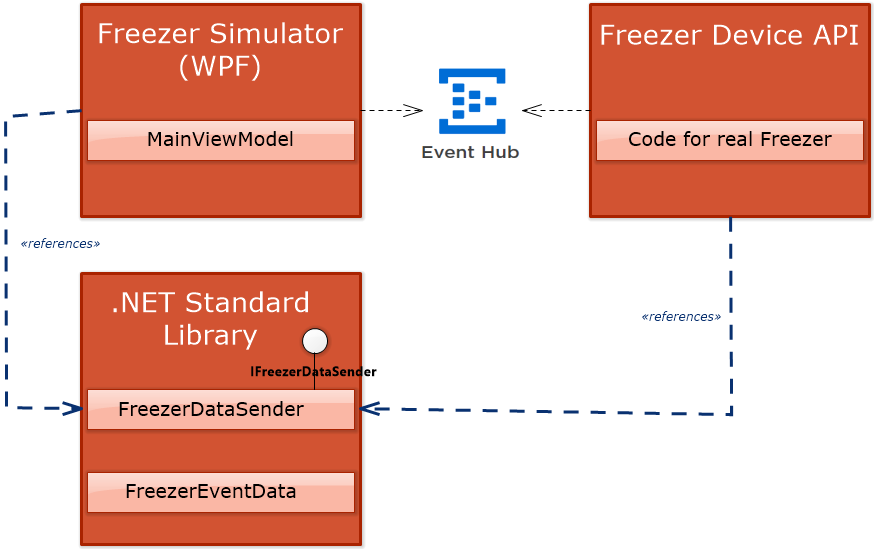 Freezer Simulator
(WPF)
MainViewModel
Event Hub
Freezer Device API
Code for real Freezer
«references»
«references»
.NET Standard
Library
IFreezerDataSender
FreezerDataSender
FreezerEventData